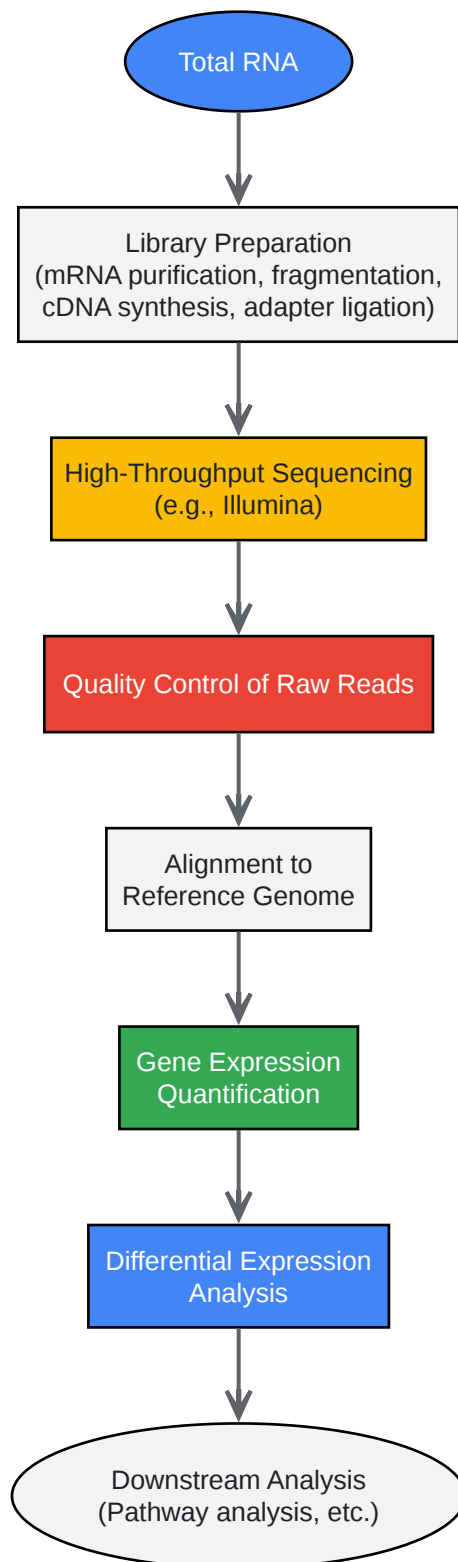 Total RNA
Library Preparation
(mRNA purification, fragmentation,
cDNA synthesis, adapter ligation)
High-Throughput Sequencing
(e.g., Illumina)
Quality Control of Raw Reads
Alignment to
Reference Genome
Gene Expression
Quantification
Differential Expression
Analysis
Downstream Analysis
(Pathway analysis, etc.)